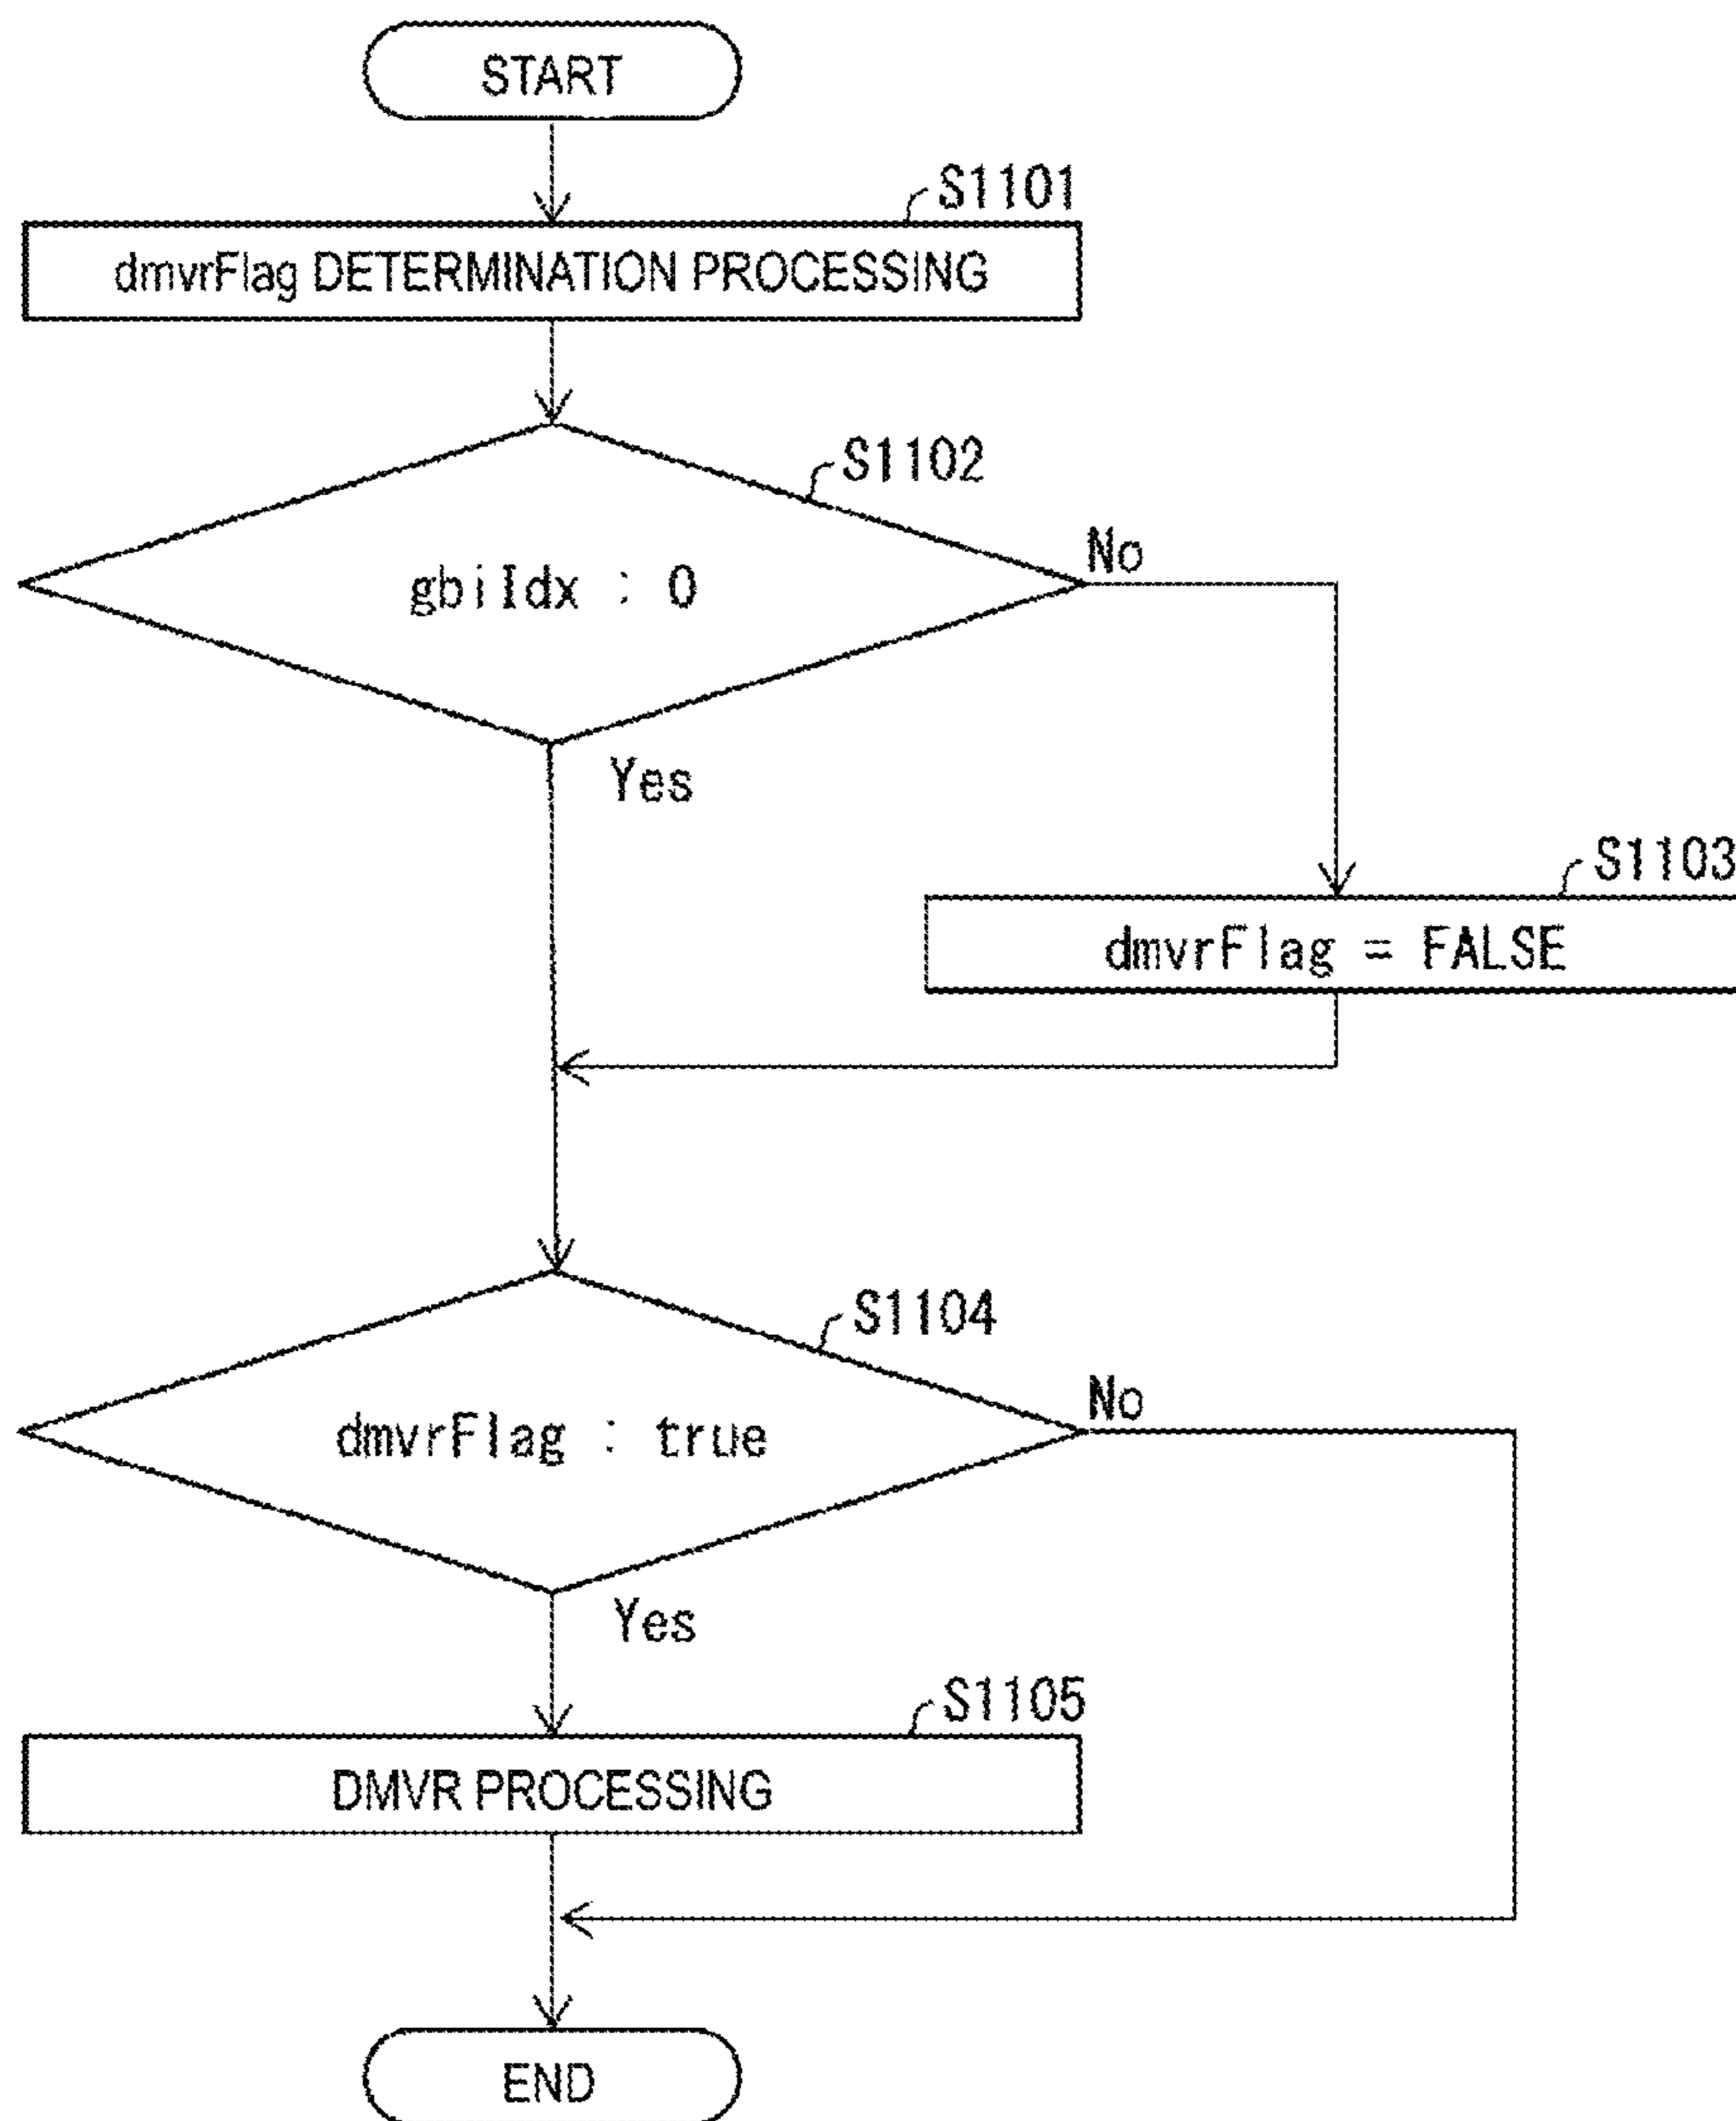 START
S1101
dmvrFlag DETERMINATION PROCESSING
S1102
gbiIdx : 0
No
Yes
S1103
dmvrFlag = FALSE
S1104
dmvrFlag : true
No
Yes
S1105
DMVR PROCESSING
END